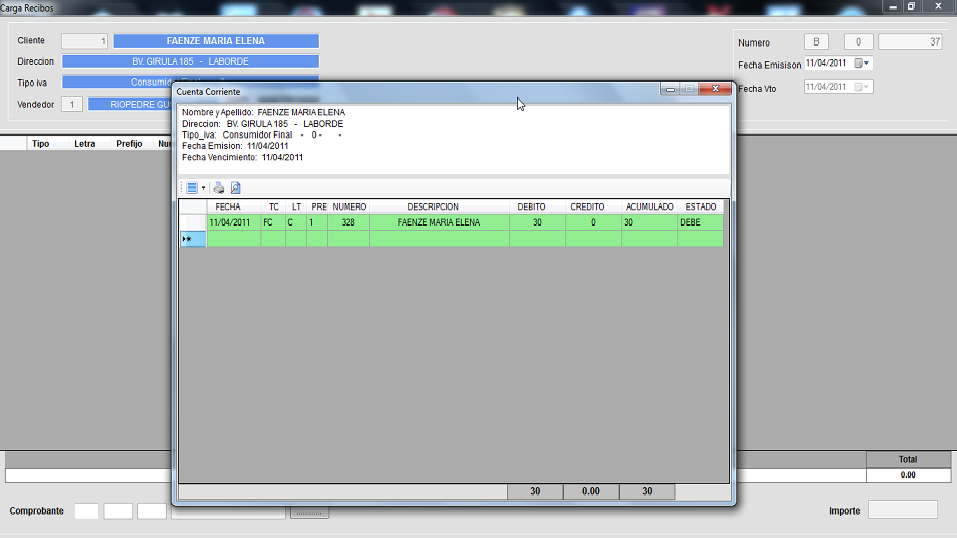 Carga Recibos
Cliente 1 FAENZE MARIA ELENA
Direccion BV. GIRULA 185 - LABORDE
Tipo iva Consumid
Vendedor 1 RIOPEDRE GU
Numero B 0 37
Fecha Emisison 11/04/2011
Fecha Vto 11/04/2011
Tipo Letra Prefijo Nu
Cuenta Corriente
Nombre y Apellido: FAENZE MARIA ELENA
Direccion: BV. GIRULA 185 - LABORDE
Tipo_iva: Consumidor Final - 0 - -
Fecha Emision: 11/04/2011
Fecha Vencimiento: 11/04/2011
FECHA TC LT PRE NUMERO DESCRIPCION DEBITO CREDITO ACUMULADO ESTADO
11/04/2011 FC C 1 328 FAENZE MARIA ELENA 30 0 30 DEBE
30 0.00 30
Total
0.00
Comprobante ............ Importe